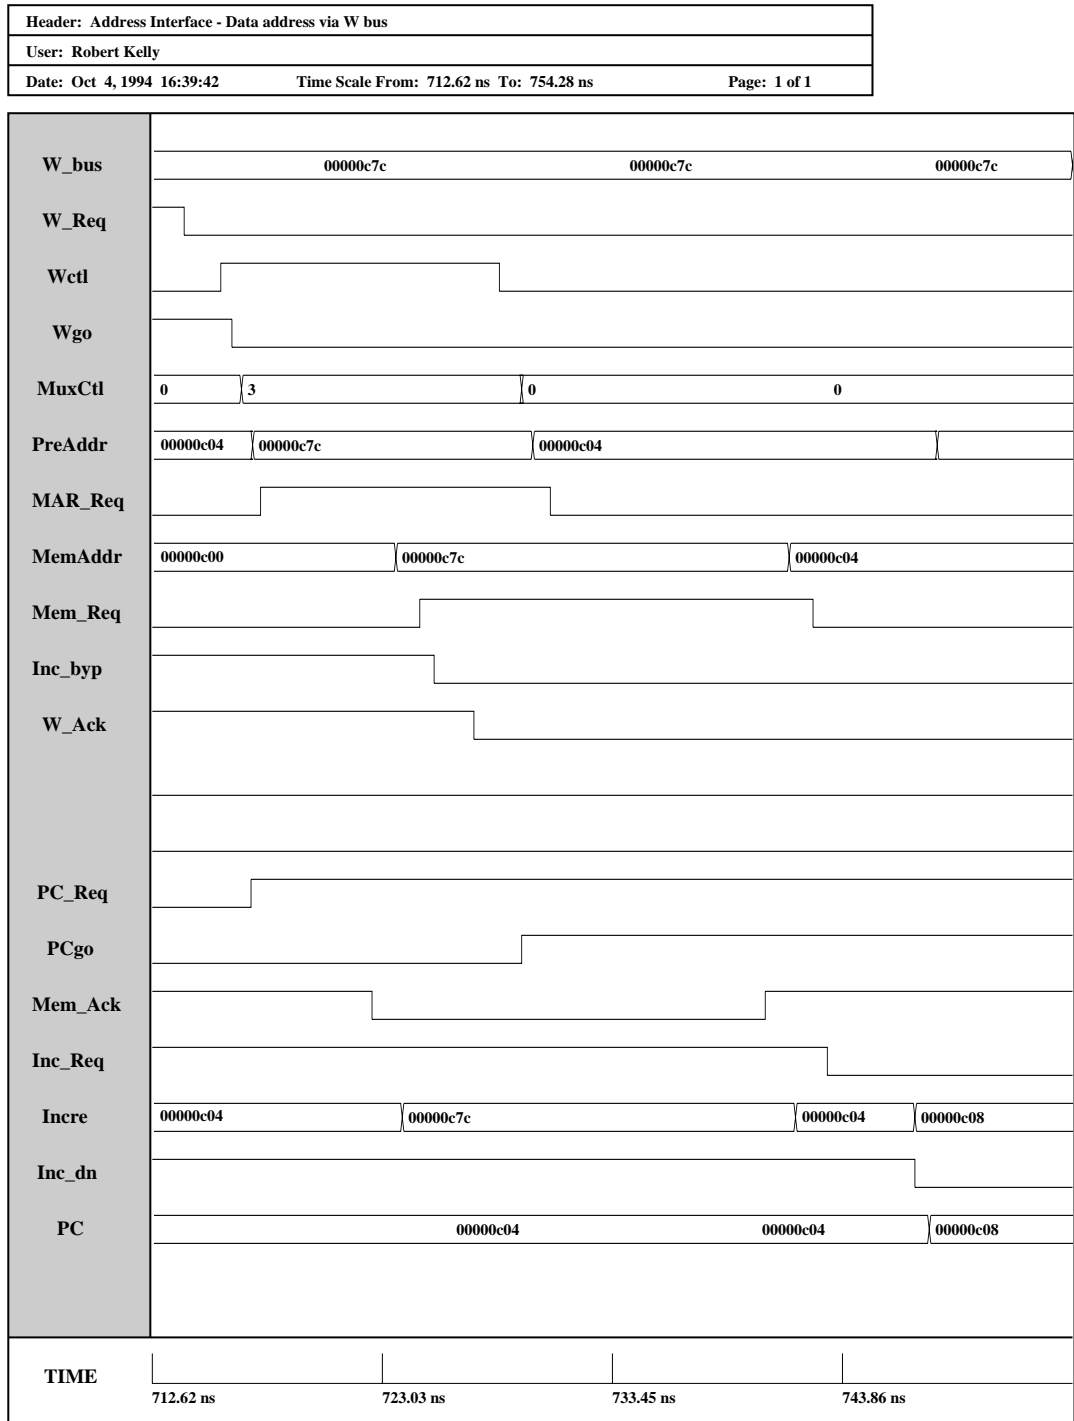 Header: Address Interface - Data address via W bus
User: Robert Kelly
Date: Oct 4, 1994 16:39:42 Time Scale From: 712.62 ns To: 754.28 ns Page: 1 of 1
W_bus 00000c7c 00000c7c 00000c7c
W_Req
Wctl
Wgo
MuxCtl 0 3 0 0
PreAddr 00000c04 00000c7c 00000c04
MAR_Req
MemAddr 00000c00 00000c7c 00000c04
Mem_Req
Inc_byp
W_Ack
PC_Req
PCgo
Mem_Ack
Inc_Req
Incre 00000c04 00000c7c 00000c04 00000c08
Inc_dn
PC 00000c04 00000c04 00000c08
TIME
712.62 ns 723.03 ns 733.45 ns 743.86 ns